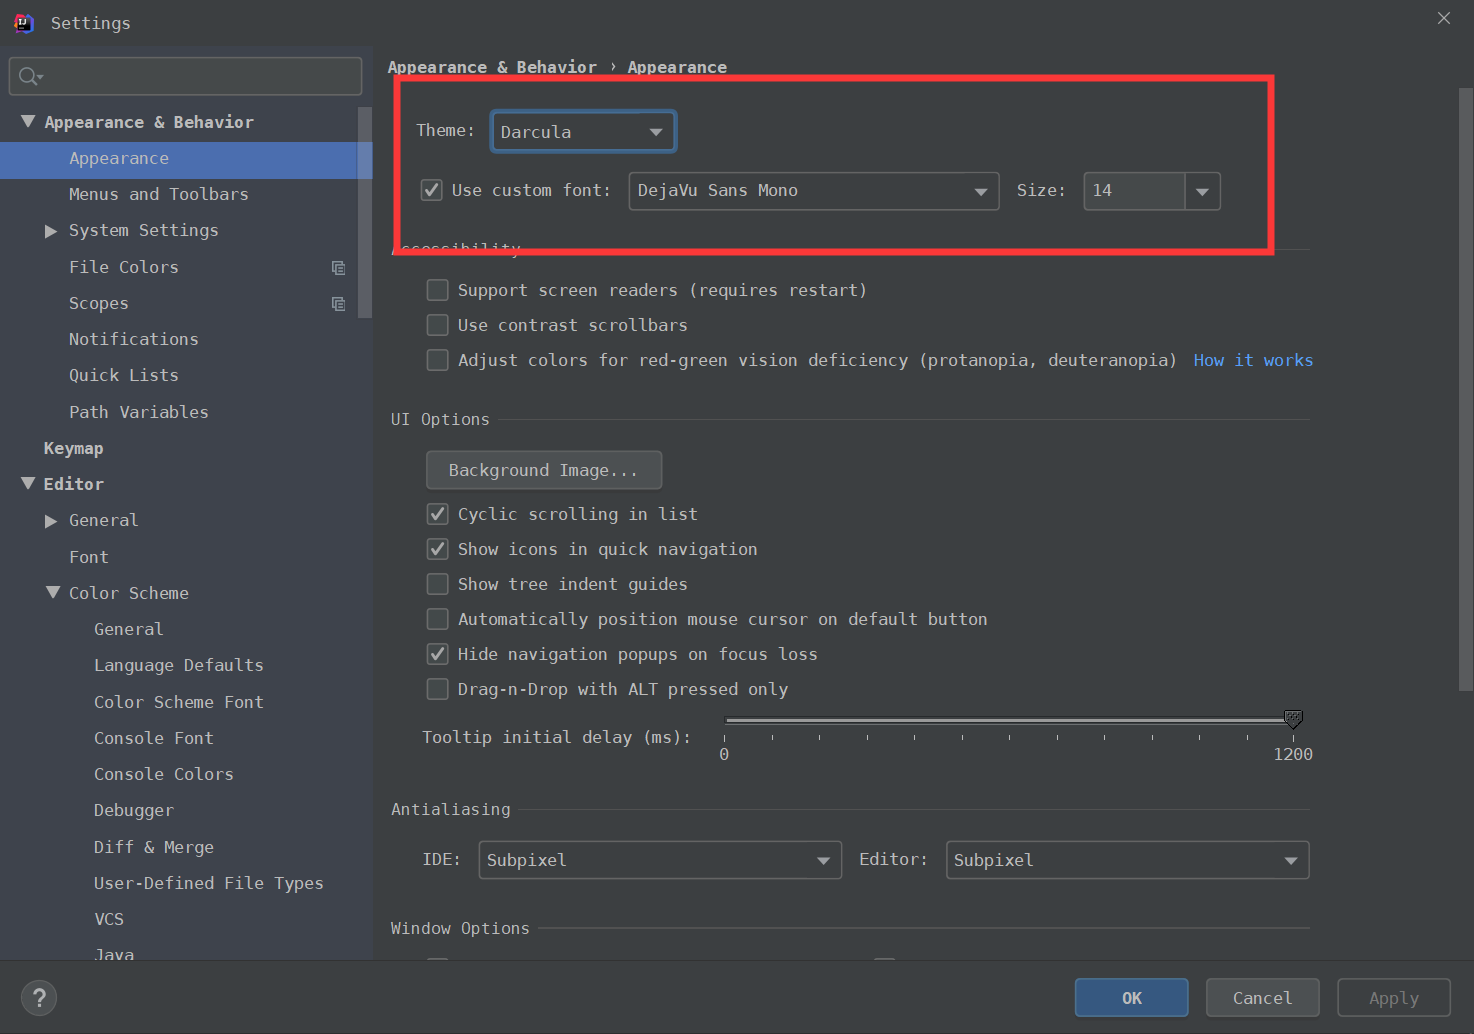 Settings
Appearance & Behavior
Appearance
Menus and Toolbars
System Settings
File Colors
Scopes
Notifications
Quick Lists
Path Variables
Keymap
Editor
General
Font
Color Scheme
General
Language Defaults
Color Scheme Font
Console Font
Console Colors
Debugger
Diff & Merge
User-Defined File Types
VCS
Java
Appearance & Behavior › Appearance
Theme: Darcula
Use custom font: DejaVu Sans Mono Size: 14
Accessibility
Support screen readers (requires restart)
Use contrast scrollbars
Adjust colors for red-green vision deficiency (protanopia, deuteranopia) How it works
UI Options
Background Image...
Cyclic scrolling in list
Show icons in quick navigation
Show tree indent guides
Automatically position mouse cursor on default button
Hide navigation popups on focus loss
Drag-n-Drop with ALT pressed only
Tooltip initial delay (ms):
0 1200
Antialiasing
IDE: Subpixel Editor: Subpixel
Window Options
? OK Cancel Apply